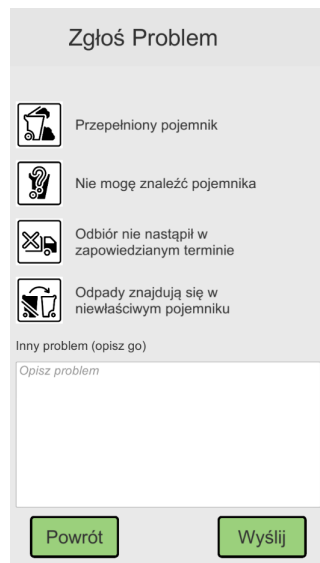 Zgłoś Problem
Przepełniony pojemnik
Nie mogę znaleźć pojemnika
Odbiór nie nastąpił w
zapowiedzianym terminie
Odpady znajdują się w
niewłaściwym pojemniku
Inny problem (opisz go)
Opisz problem
Powrót
Wyślij